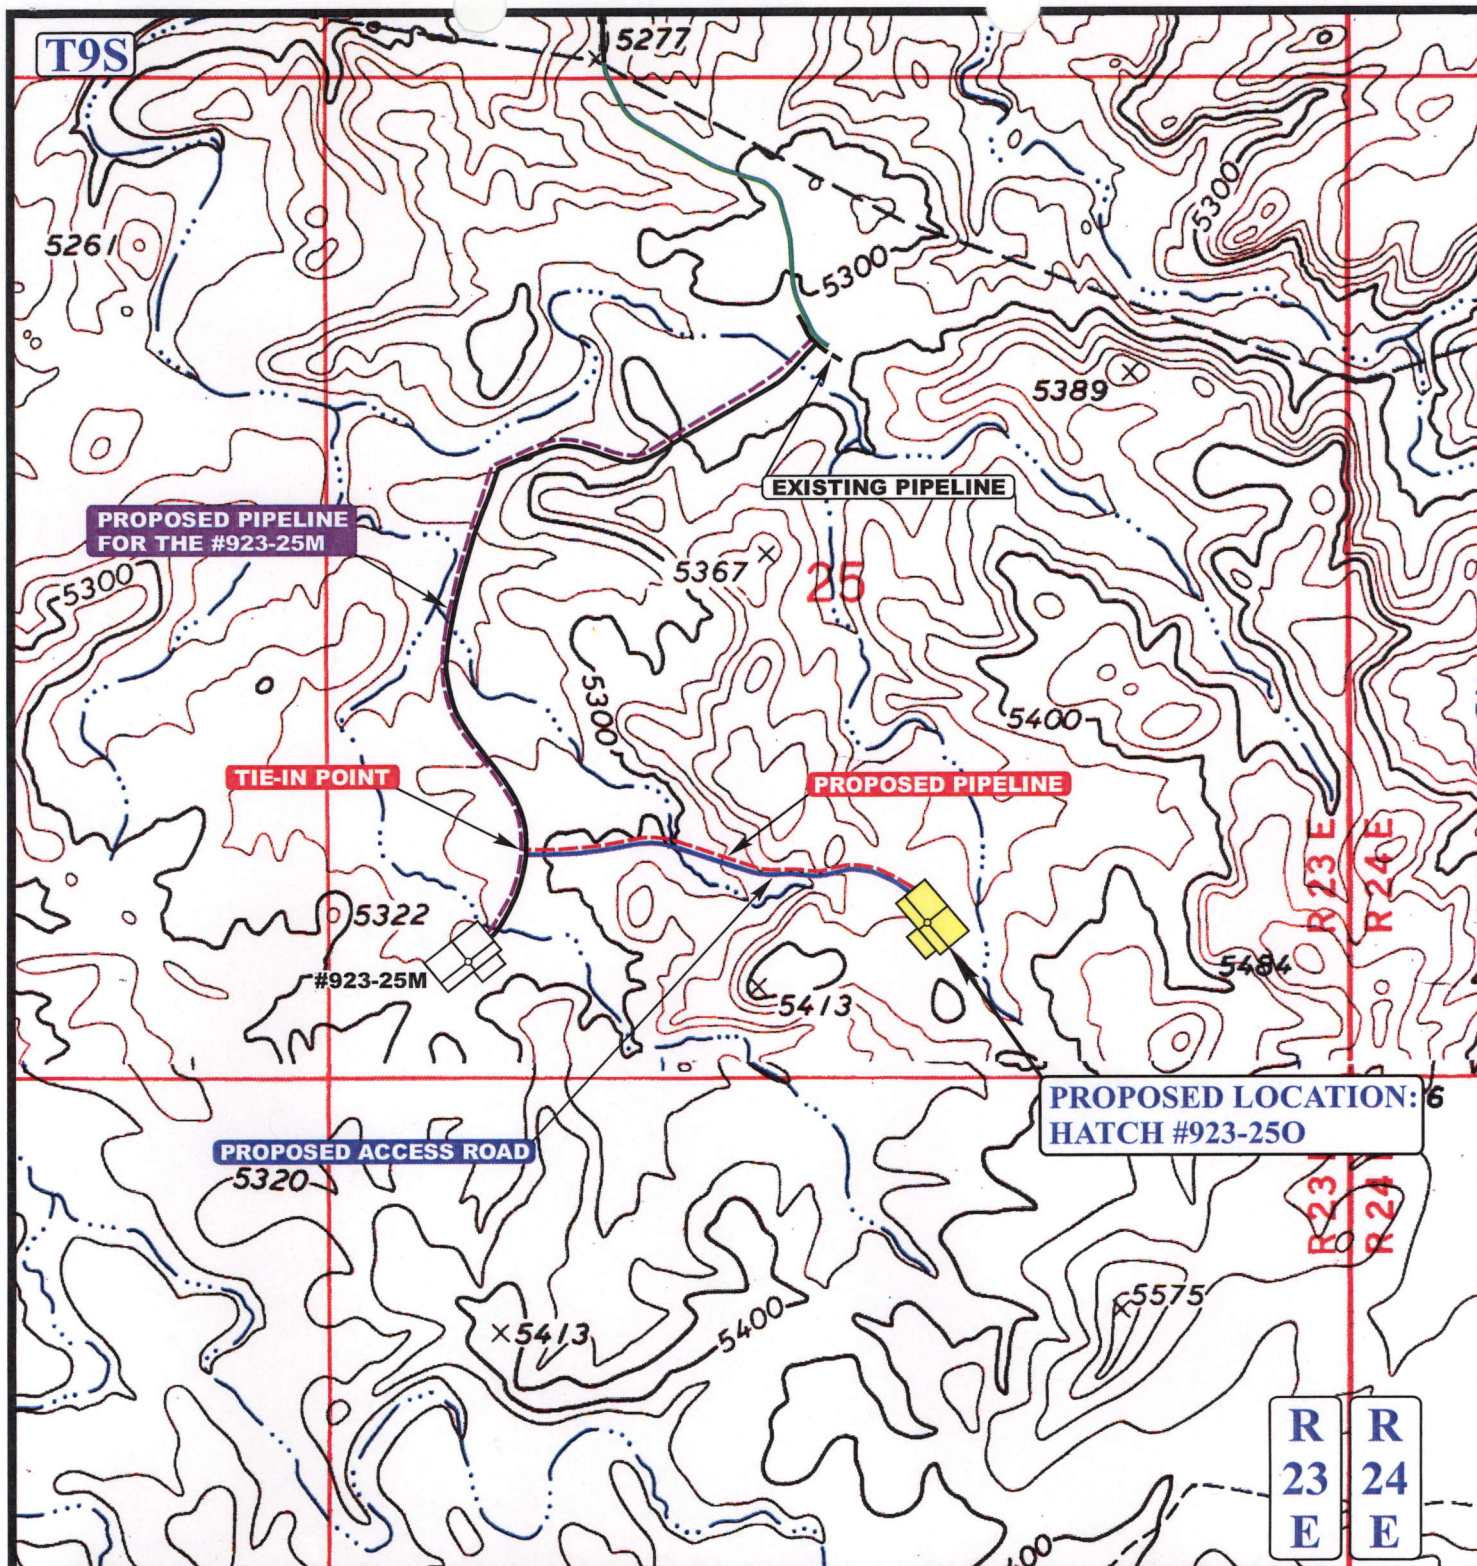 T9S
5277
5261
5300
5300
5389
EXISTING PIPELINE
PROPOSED PIPELINE
FOR THE #923-25M
5300
5367
25
5300
5400
TIE-IN POINT
PROPOSED PIPELINE
R 23 E
R 24 E
5322
#923-25M
5413
5484
PROPOSED LOCATION:
HATCH #923-25O
6
PROPOSED ACCESS ROAD
5320
R 23
R 24
5575
5413
5400
R
23
E
R
24
E